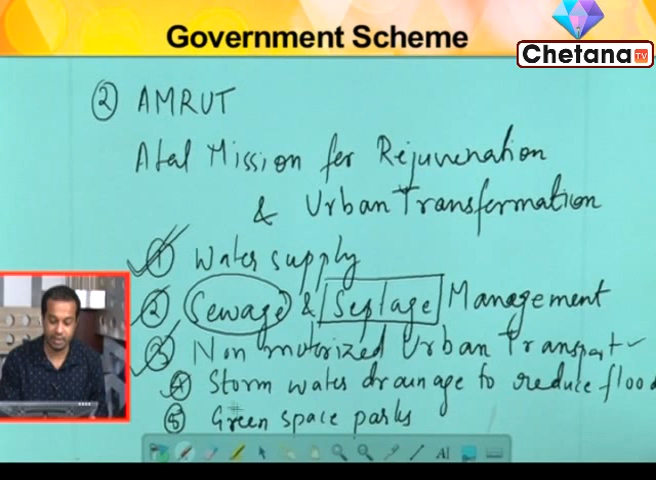 Government Scheme
Chetana TV
② AMRUT
Atal Mission for Rejuvenation
& Urban Transformation
① Water supply
② Sewage & Septage Management
③ Non motorized Urban Transport
④ Storm water drainage to reduce flood
⑤ Green space parks
AI